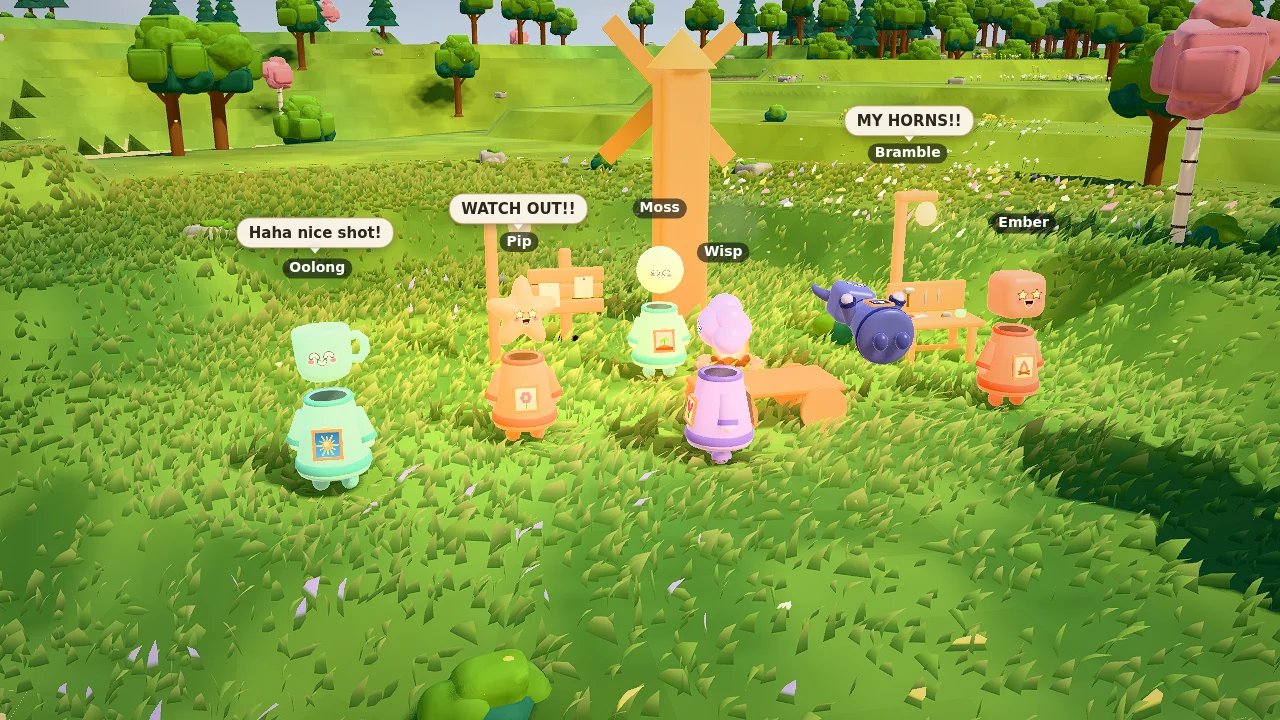 MY HORNS!!
Bramble
WATCH OUT!!
Pip
Moss
Haha nice shot!
Oolong
Wisp
Ember